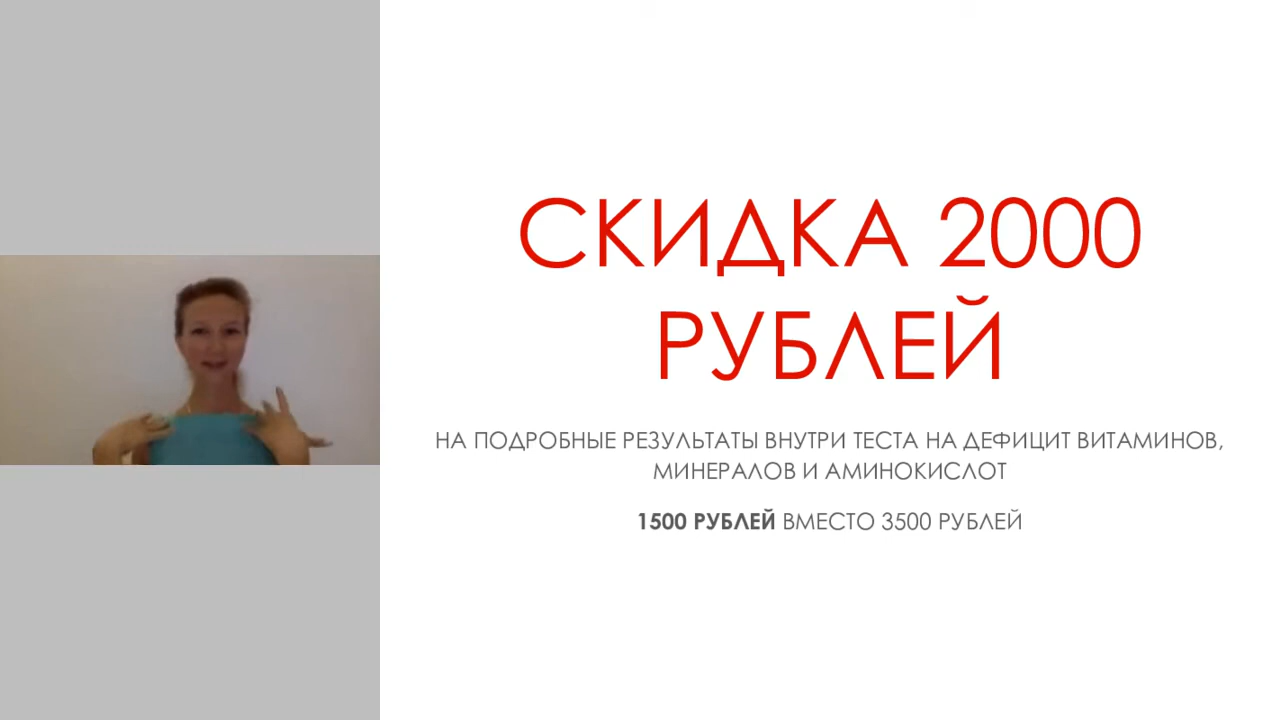 СКИДКА 2000
РУБЛЕЙ
НА ПОДРОБНЫЕ РЕЗУЛЬТАТЫ ВНУТРИ ТЕСТА НА ДЕФИЦИТ ВИТАМИНОВ,
МИНЕРАЛОВ И АМИНОКИСЛОТ
1500 РУБЛЕЙ ВМЕСТО 3500 РУБЛЕЙ